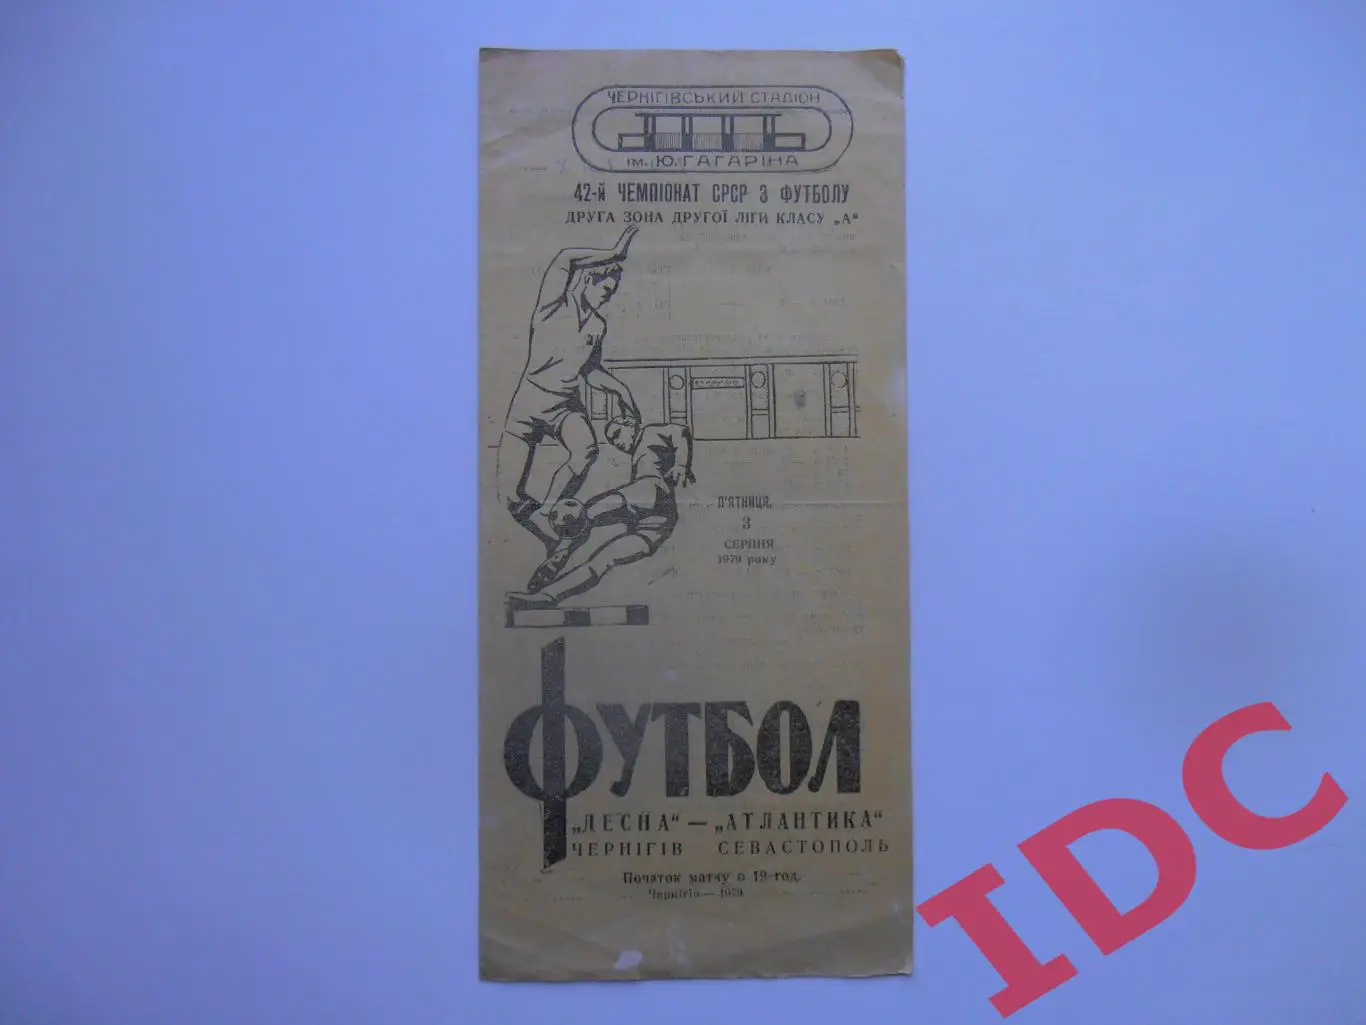 ЧЕРНІГІВСЬКИЙ СТАДІОН
ІМ. Ю. ГАГАРІНА
42-й ЧЕМПІОНАТ СРСР З ФУТБОЛУ
ДРУГА ЗОНА ДРУГОЇ ЛІГИ КЛАСУ „А“
П'ЯТНИЦЯ,
3
СЕРПНЯ
1979 року
ФУТБОЛ
„ДЕСНА“ — „АТЛАНТИКА“
ЧЕРНІГІВ СЕВАСТОПОЛЬ
Початок матчу о 19-год.
Чернігів—1979
IDC